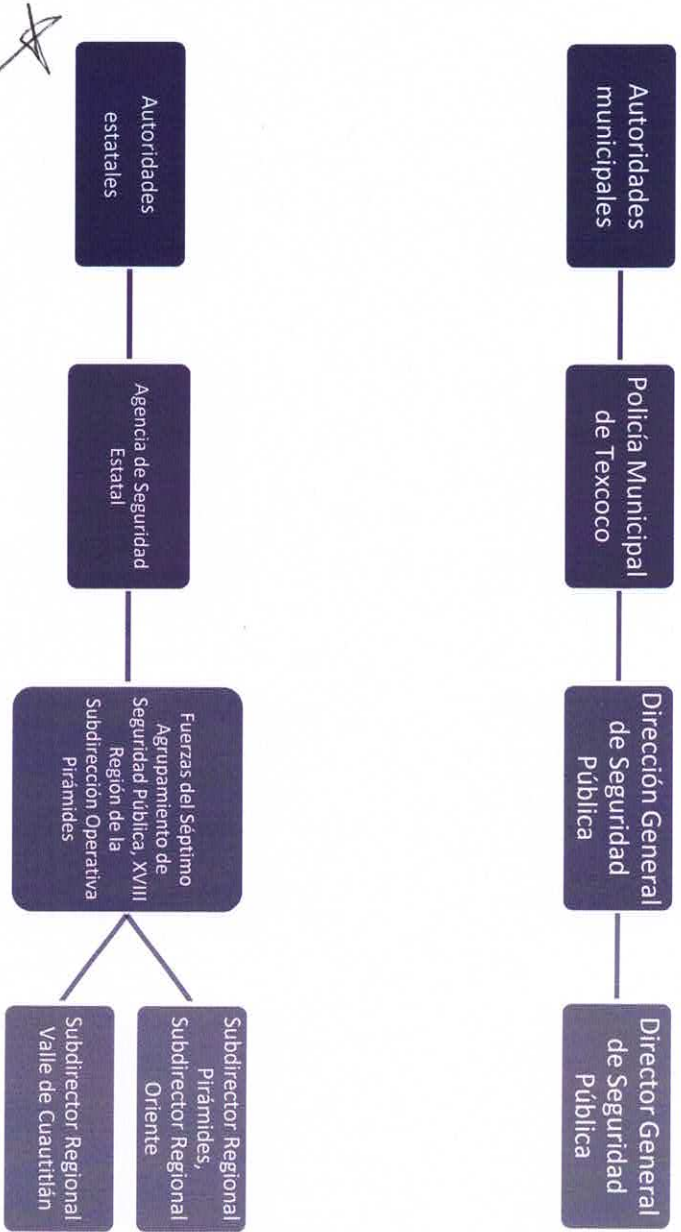 Autoridades
municipales
Policía Municipal
de Texcoco
Dirección General
de Seguridad
Pública
Director General
de Seguridad
Pública
Autoridades
estatales
Agencia de Seguridad
Estatal
Fuerzas del Séptimo
Agrupamiento de
Seguridad Pública, XVIII
Región de la
Subdirección Operativa
Pirámides
Subdirector Regional
Pirámides,
Subdirector Regional
Oriente
Subdirector Regional
Valle de Cuautitlán